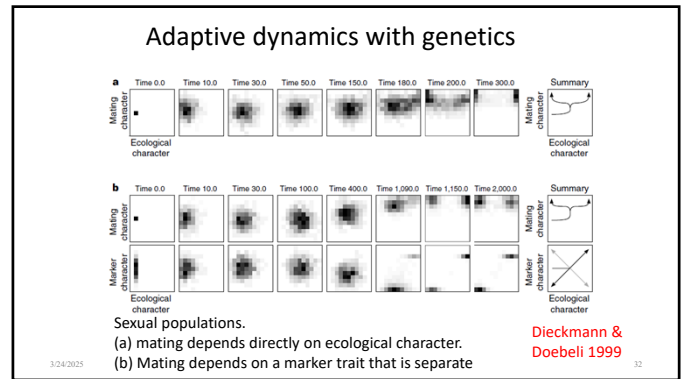 Adaptive dynamics with genetics
a Time 0.0 Time 10.0 Time 30.0 Time 50.0 Time 150.0 Time 180.0 Time 200.0 Time 300.0 Summary
Mating
character
Mating
character
Ecological
character
Ecological
character
b Time 0.0 Time 10.0 Time 30.0 Time 100.0 Time 400.0 Time 1,090.0 Time 1,150.0 Time 2,000.0 Summary
Mating
character
Mating
character
Marker
character
Marker
character
Ecological
character
Ecological
character
Sexual populations.
(a) mating depends directly on ecological character.
(b) Mating depends on a marker trait that is separate
Dieckmann &
Doebeli 1999
3/24/2025
32